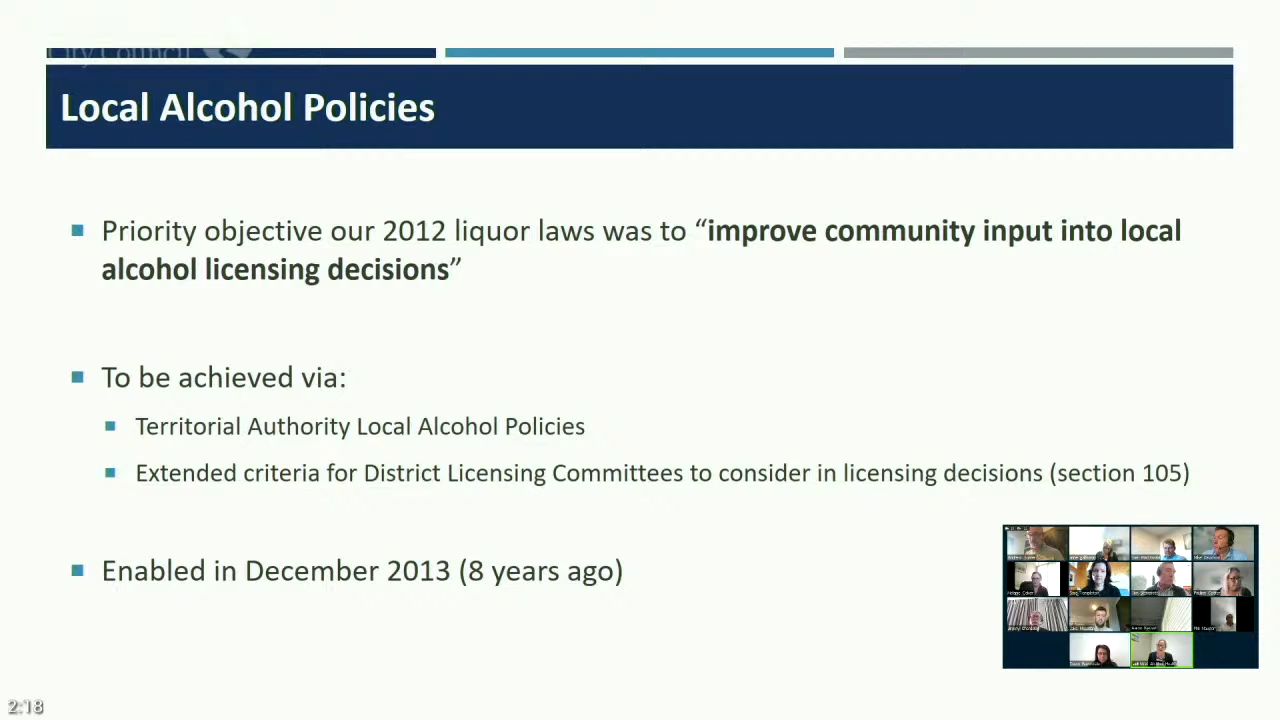 City Council
Local Alcohol Policies
Priority objective our 2012 liquor laws was to “improve community input into local
alcohol licensing decisions”
To be achieved via:
Territorial Authority Local Alcohol Policies
Extended criteria for District Licensing Committees to consider in licensing decisions (section 105)
Enabled in December 2013 (8 years ago)
2:18